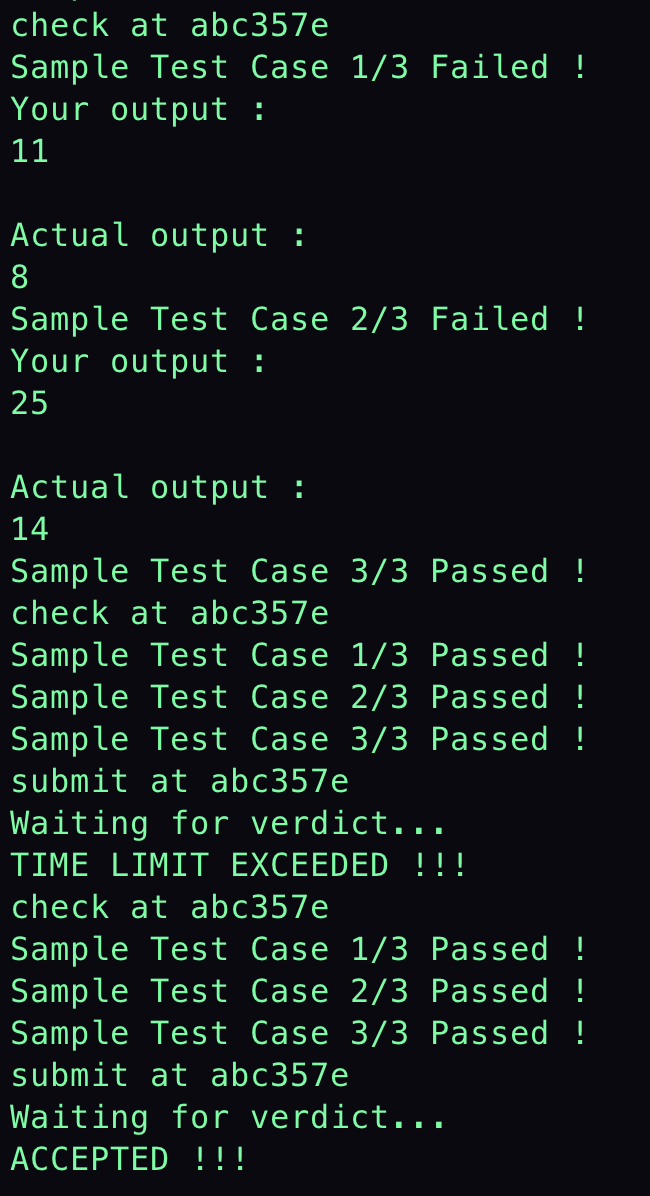 check at abc357e
Sample Test Case 1/3 Failed !
Your output :
11
Actual output :
8
Sample Test Case 2/3 Failed !
Your output :
25
Actual output :
14
Sample Test Case 3/3 Passed !
check at abc357e
Sample Test Case 1/3 Passed !
Sample Test Case 2/3 Passed !
Sample Test Case 3/3 Passed !
submit at abc357e
Waiting for verdict...
TIME LIMIT EXCEEDED !!!
check at abc357e
Sample Test Case 1/3 Passed !
Sample Test Case 2/3 Passed !
Sample Test Case 3/3 Passed !
submit at abc357e
Waiting for verdict...
ACCEPTED !!!